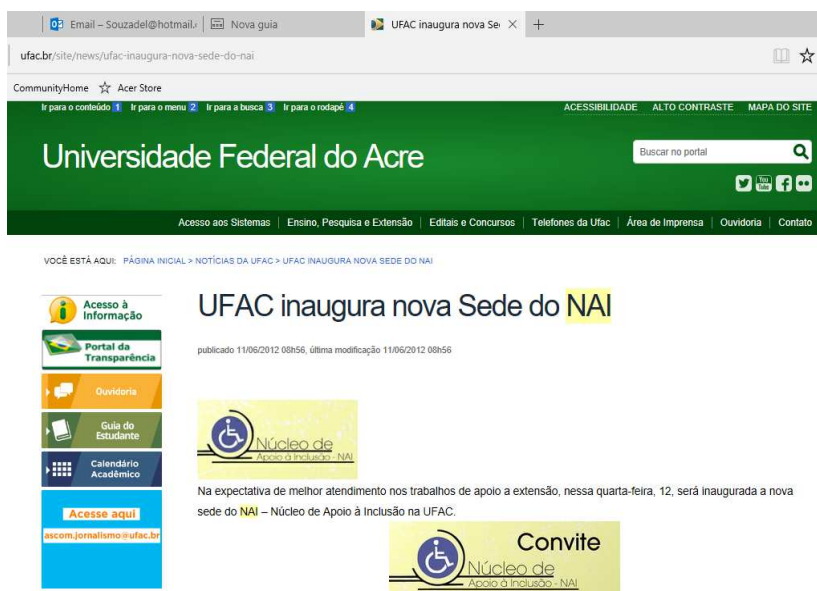 Email – Souzadel@hotmail. Nova guia UFAC inaugura nova Se
ufac.br/site/news/ufac-inaugura-nova-sede-do-nai
CommunityHome Acer Store
Ir para o conteúdo 1 Ir para o menu 2 Ir para a busca 3 Ir para o rodapé 4 ACESSIBILIDADE ALTO CONTRASTE MAPA DO SITE
Universidade Federal do Acre
Buscar no portal
You Tube
Acesso aos Sistemas | Ensino, Pesquisa e Extensão | Editais e Concursos | Telefones da Ufac | Área de Imprensa | Ouvidoria | Contato
VOCÊ ESTÁ AQUI: PÁGINA INICIAL > NOTÍCIAS DA UFAC > UFAC INAUGURA NOVA SEDE DO NAI
Acesso à
Informação
Portal da
Transparência
Ouvidoria
Guia do
Estudante
Calendário
Acadêmico
Acesse aqui
ascom.jornalismo@ufac.br
UFAC inaugura nova Sede do NAI
publicado 11/06/2012 08h56, última modificação 11/06/2012 08h56
Núcleo de
Apoio à Inclusão - NAI
Na expectativa de melhor atendimento nos trabalhos de apoio a extensão, nessa quarta-feira, 12, será inaugurada a nova
sede do NAI – Núcleo de Apoio à Inclusão na UFAC.
Convite
Núcleo de
Apoio à Inclusão - NAI